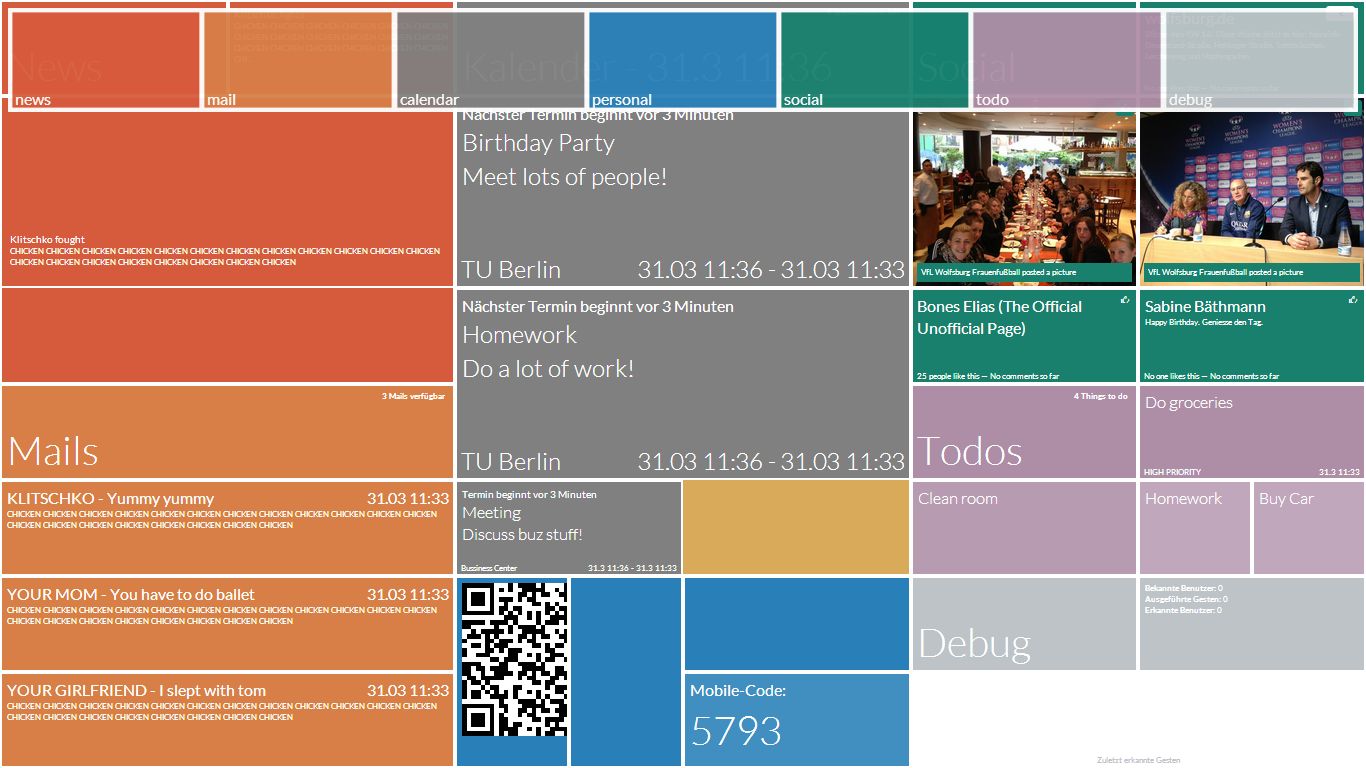 News
Kalender - 31.3 11:36
Social
wolfsburg.de
news
mail
calendar
personal
social
todo
debug
Klitschko fought
CHICKEN CHICKEN CHICKEN CHICKEN CHICKEN CHICKEN CHICKEN CHICKEN CHICKEN CHICKEN CHICKEN CHICKEN
CHICKEN CHICKEN CHICKEN CHICKEN CHICKEN CHICKEN CHICKEN CHICKEN
3 Mails verfügbar
Mails
KLITSCHKO - Yummy yummy 31.03 11:33
CHICKEN CHICKEN CHICKEN CHICKEN CHICKEN CHICKEN CHICKEN CHICKEN CHICKEN CHICKEN CHICKEN CHICKEN
CHICKEN CHICKEN CHICKEN CHICKEN CHICKEN CHICKEN CHICKEN CHICKEN
YOUR MOM - You have to do ballet 31.03 11:33
CHICKEN CHICKEN CHICKEN CHICKEN CHICKEN CHICKEN CHICKEN CHICKEN CHICKEN CHICKEN CHICKEN CHICKEN
CHICKEN CHICKEN CHICKEN CHICKEN CHICKEN CHICKEN CHICKEN CHICKEN
YOUR GIRLFRIEND - I slept with tom 31.03 11:33
CHICKEN CHICKEN CHICKEN CHICKEN CHICKEN CHICKEN CHICKEN CHICKEN CHICKEN CHICKEN CHICKEN CHICKEN
CHICKEN CHICKEN CHICKEN CHICKEN CHICKEN CHICKEN CHICKEN CHICKEN
Nächster Termin beginnt vor 3 Minuten
Birthday Party
Meet lots of people!
TU Berlin 31.03 11:36 - 31.03 11:33
Nächster Termin beginnt vor 3 Minuten
Homework
Do a lot of work!
TU Berlin 31.03 11:36 - 31.03 11:33
Termin beginnt vor 3 Minuten
Meeting
Discuss buz stuff!
Bussiness Center 31.3 11:36 - 31.3 11:33
Mobile-Code:
5793
VfL Wolfsburg Frauenfußball posted a picture
WOMEN'S
CHAMPIONS
LEAGUE
VfL Wolfsburg Frauenfußball posted a picture
Bones Elias (The Official
Unofficial Page)
25 people like this — No comments so far
Sabine Bäthmann
Happy Birthday. Geniesse den Tag.
No one likes this — No comments so far
4 Things to do
Todos
Do groceries
HIGH PRIORITY 31.3 11:33
Clean room
Homework
Buy Car
Debug
Bekannte Benutzer: 0
Ausgeführte Gesten: 0
Erkannte Benutzer: 0
Zuletzt erkannte Gesten